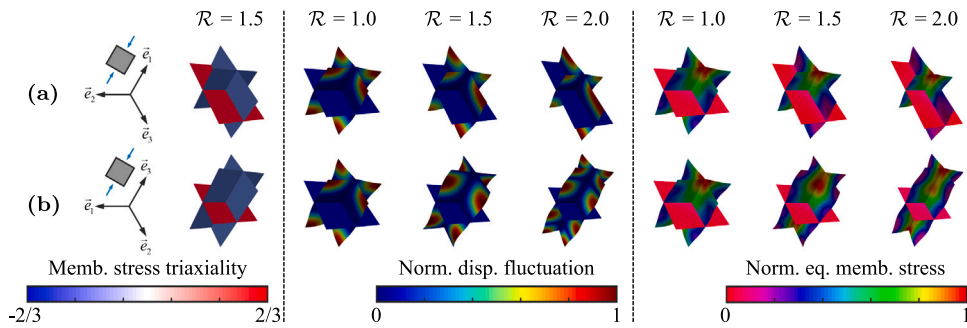 R = 1.5 R = 1.0 R = 1.5 R = 2.0 R = 1.0 R = 1.5 R = 2.0
(a) e⃗₁ e⃗₂ e⃗₃
(b) e⃗₃ e⃗₁ e⃗₂
Memb. stress triaxiality Norm. disp. fluctuation Norm. eq. memb. stress
-2/3 2/3 0 1 0 1